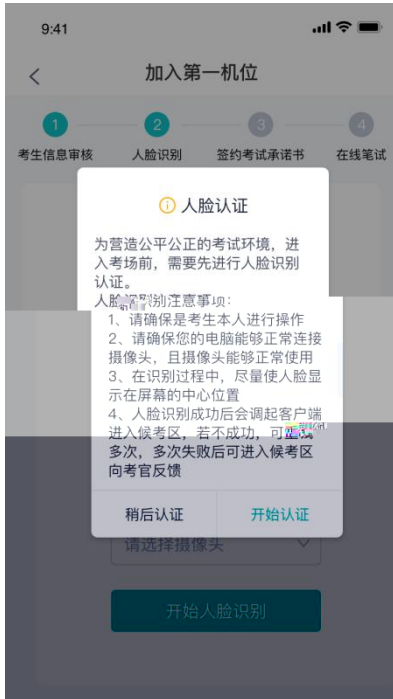 9:41
加入第一机位
1 2 3 4
考生信息审核 人脸识别 签约考试承诺书 在线笔试
人脸认证
为营造公平公正的考试环境，进
入考场前，需要先进行人脸识别
认证。
人脸识别注意事项：
1、请确保是考生本人进行操作
2、请确保您的电脑能够正常连接
摄像头，且摄像头能够正常使用
3、在识别过程中，尽量使人脸显
示在屏幕的中心位置
4、人脸识别成功后会调起客户端
进入候考区，若不成功，可
多次，多次失败后可进入候考区
向考官反馈
稍后认证 开始认证
请选择摄像头
开始人脸识别